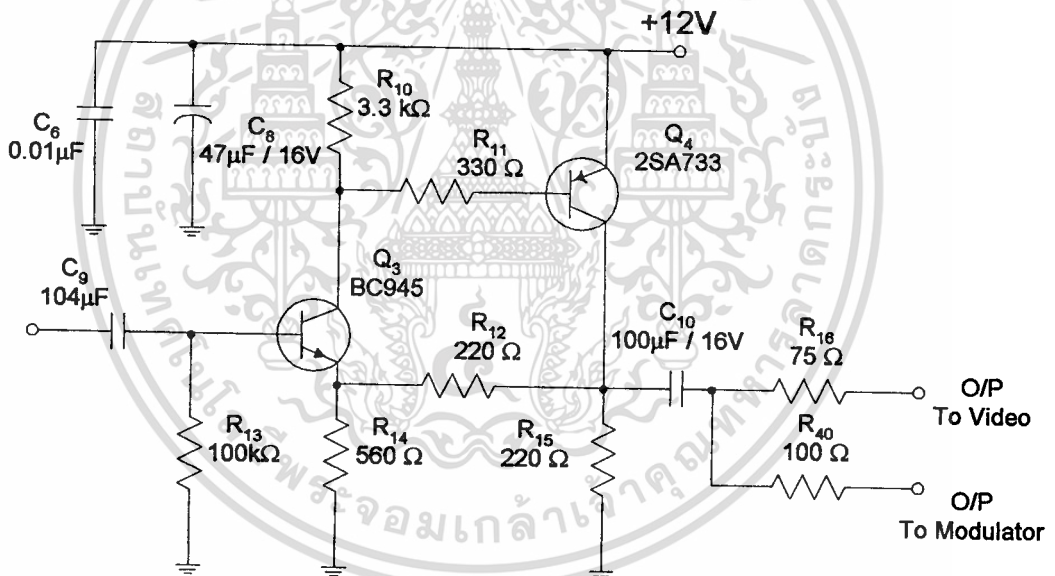 +12V
R10
3.3 kΩ
C6
0.01µF
C8
47µF / 16V
R11
330 Ω
Q4
2SA733
C9
104µF
Q3
BC945
R12
220 Ω
C10
100µF / 16V
R16
75 Ω
O/P
To Video
R13
100kΩ
R14
560 Ω
R15
220 Ω
R40
100 Ω
O/P
To Modulator